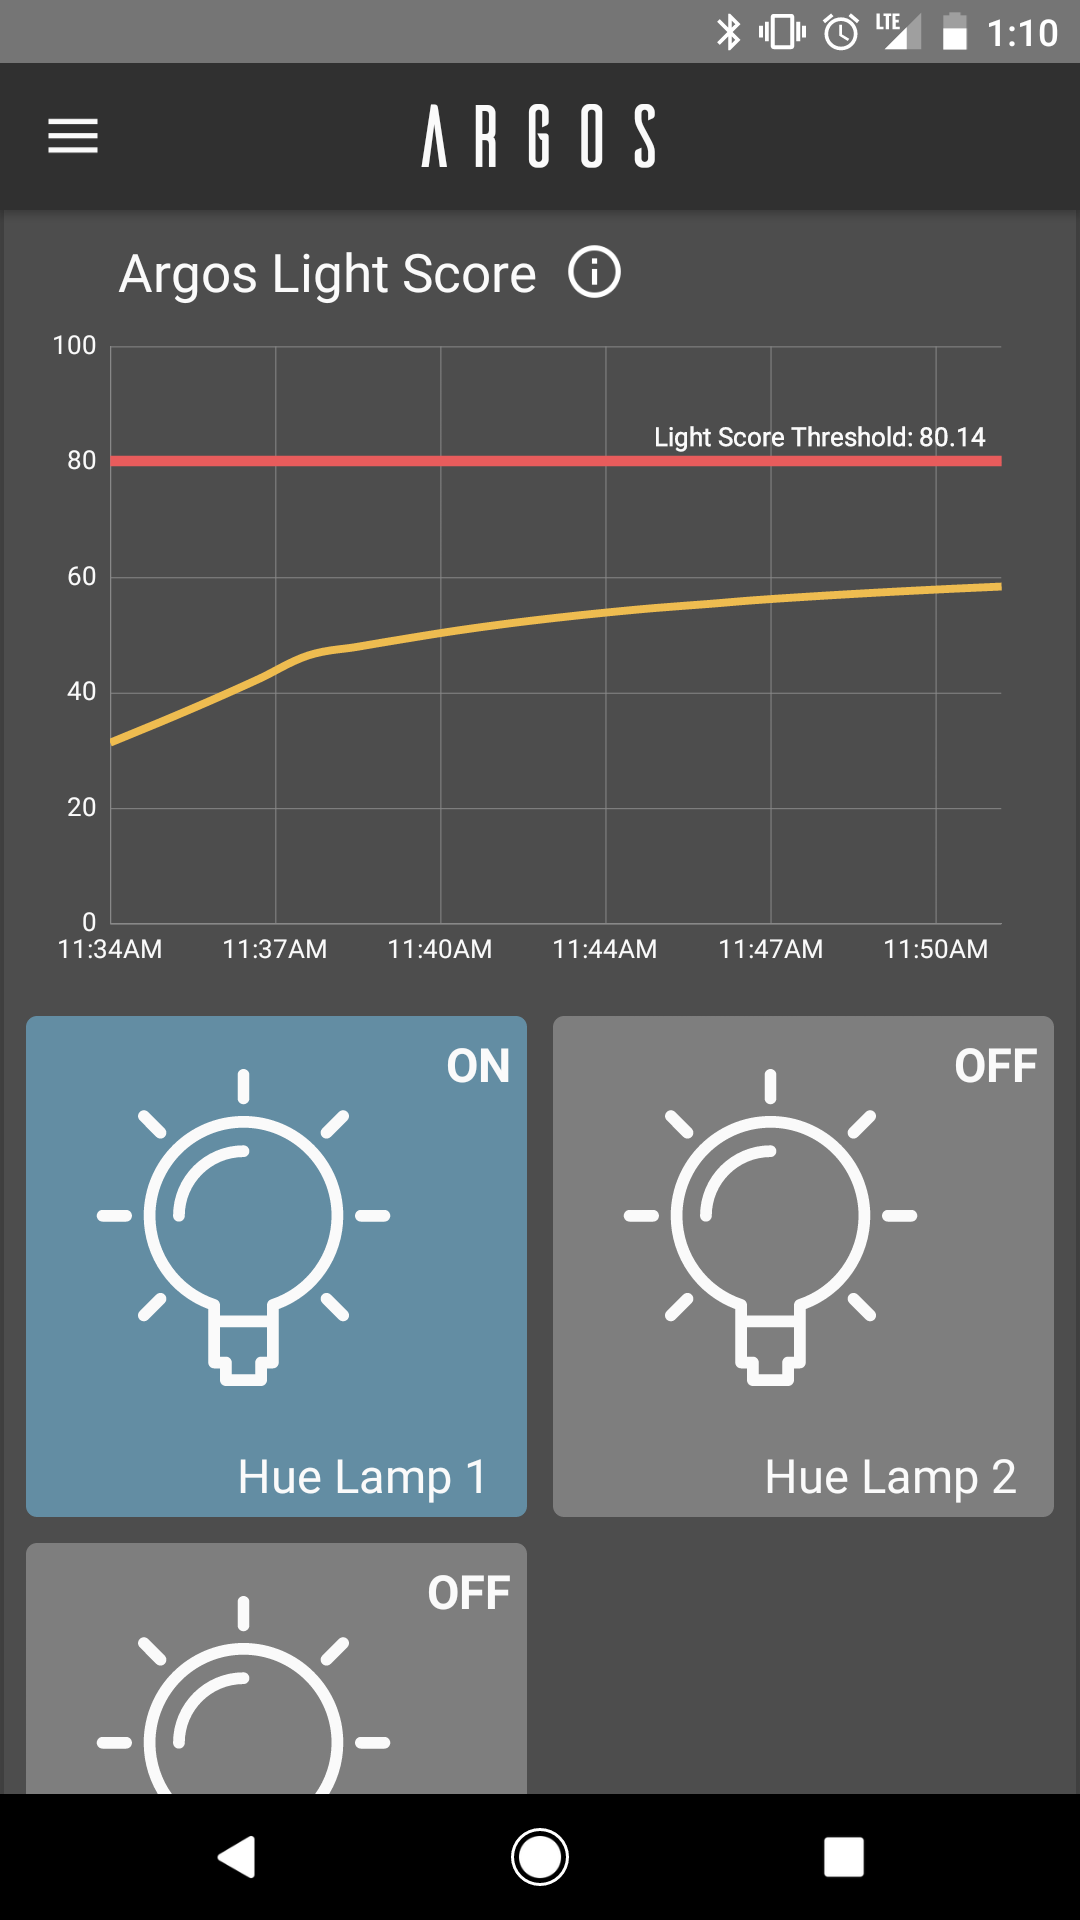 LTE 1:10
ARGOS
Argos Light Score
100
Light Score Threshold: 80.14
80
60
40
20
0
11:34AM 11:37AM 11:40AM 11:44AM 11:47AM 11:50AM
ON
OFF
Hue Lamp 1
Hue Lamp 2
OFF